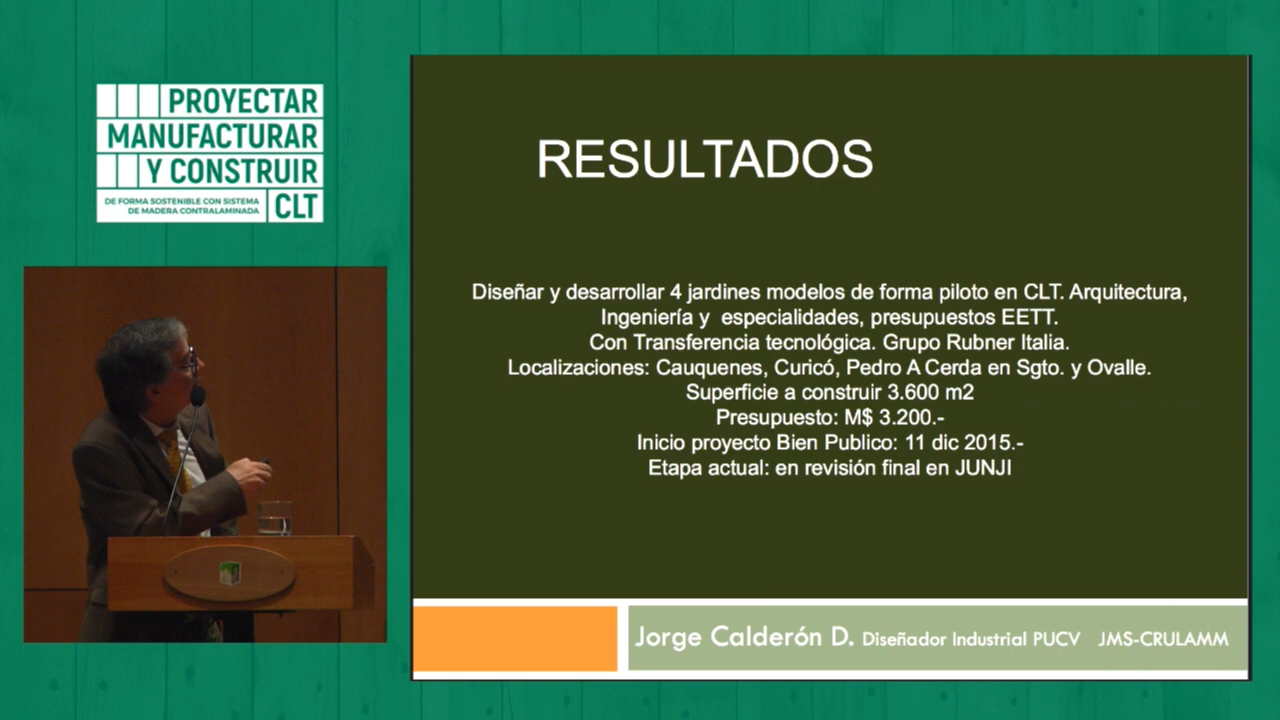 PROYECTAR
MANUFACTURAR
Y CONSTRUIR
DE FORMA SOSTENIBLE CON SISTEMA
DE MADERA CONTRALAMINADA
CLT
RESULTADOS
Diseñar y desarrollar 4 jardines modelos de forma piloto en CLT. Arquitectura,
Ingeniería y  especialidades, presupuestos EETT.
Con Transferencia tecnológica. Grupo Rubner Italia.
Localizaciones: Cauquenes, Curicó, Pedro A Cerda en Sgto. y Ovalle.
Superficie a construir 3.600 m2
Presupuesto: M$ 3.200.-
Inicio proyecto Bien Publico: 11 dic 2015.-
Etapa actual: en revisión final en JUNJI
Jorge Calderón D. Diseñador Industrial PUCV   JMS-CRULAMM